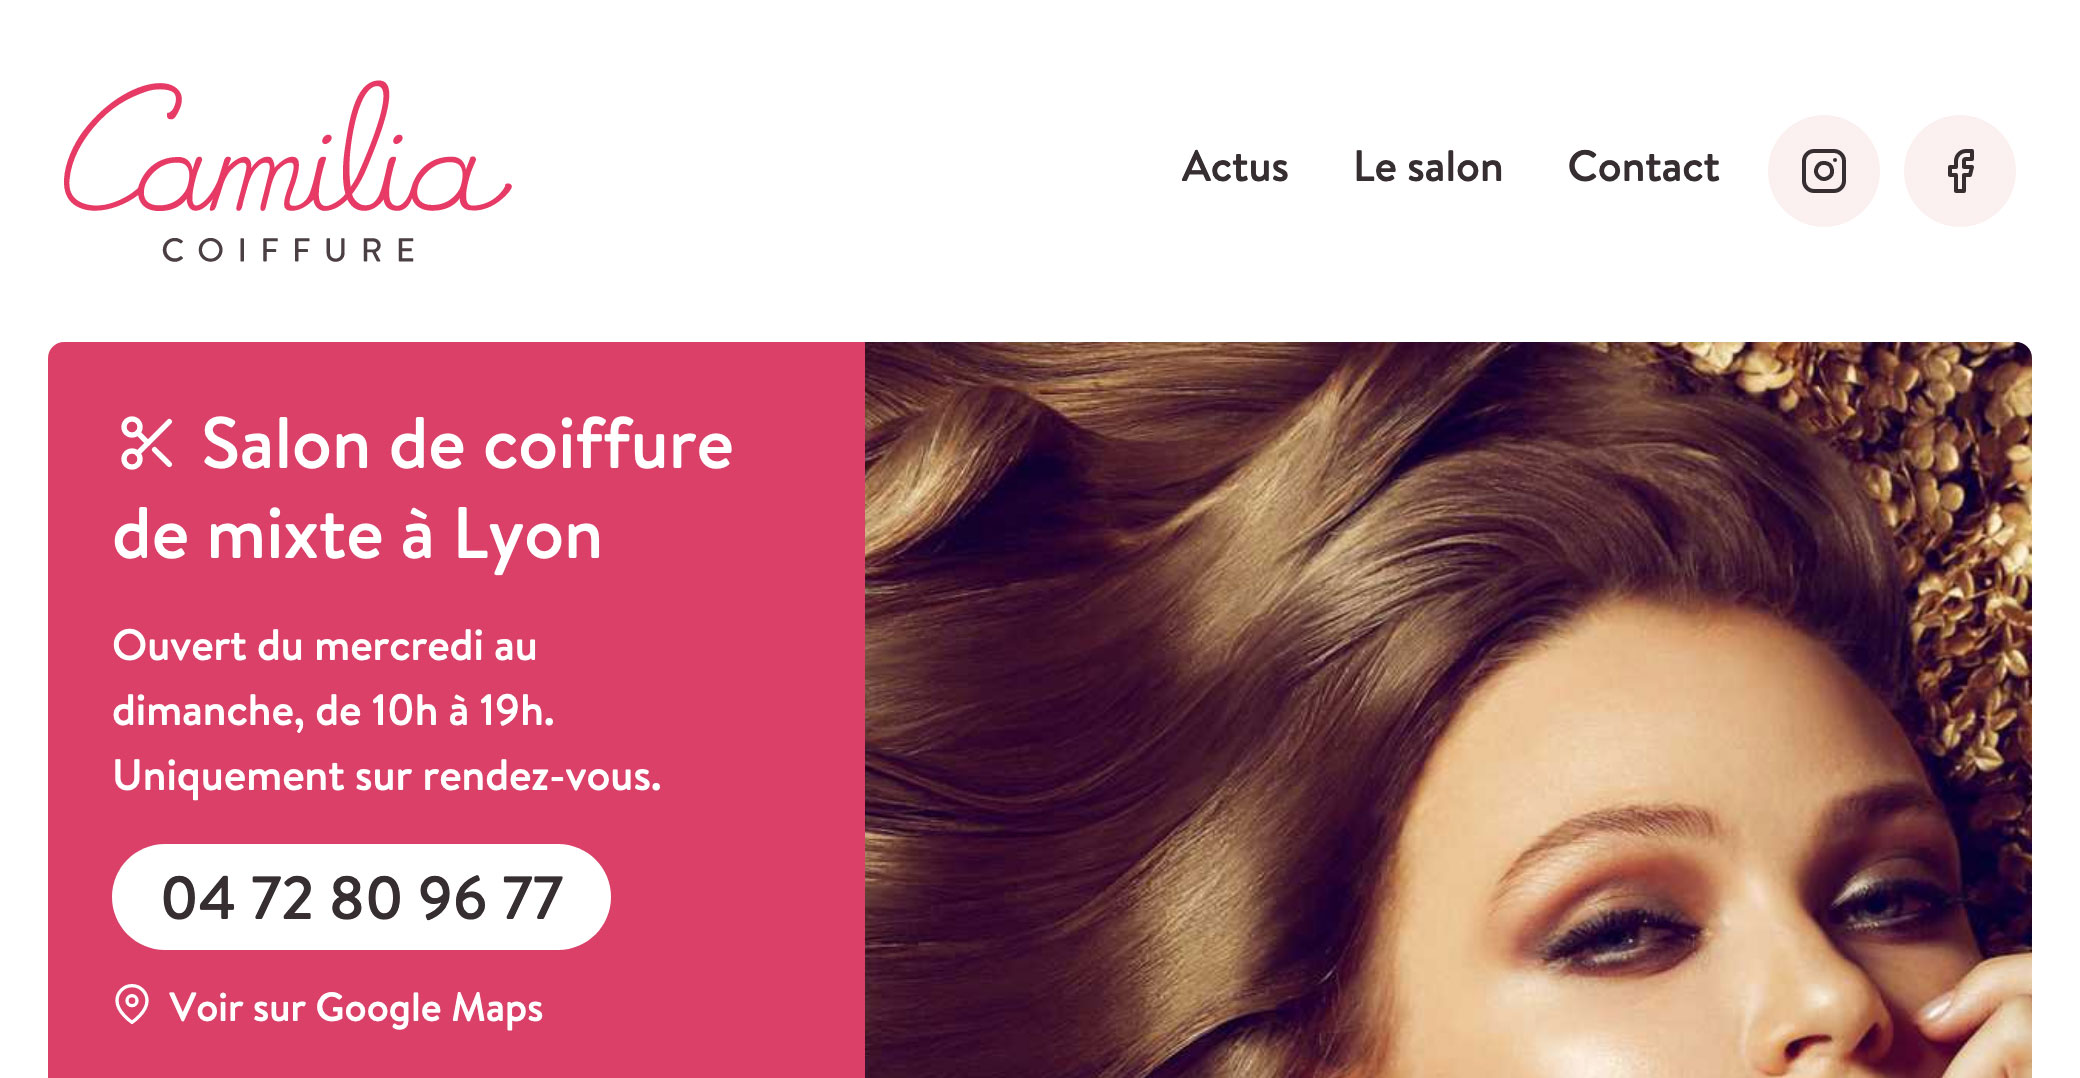 Camilia
COIFFURE
Actus Le salon Contact
Salon de coiffure
de mixte à Lyon
Ouvert du mercredi au
dimanche, de 10h à 19h.
Uniquement sur rendez-vous.
04 72 80 96 77
Voir sur Google Maps